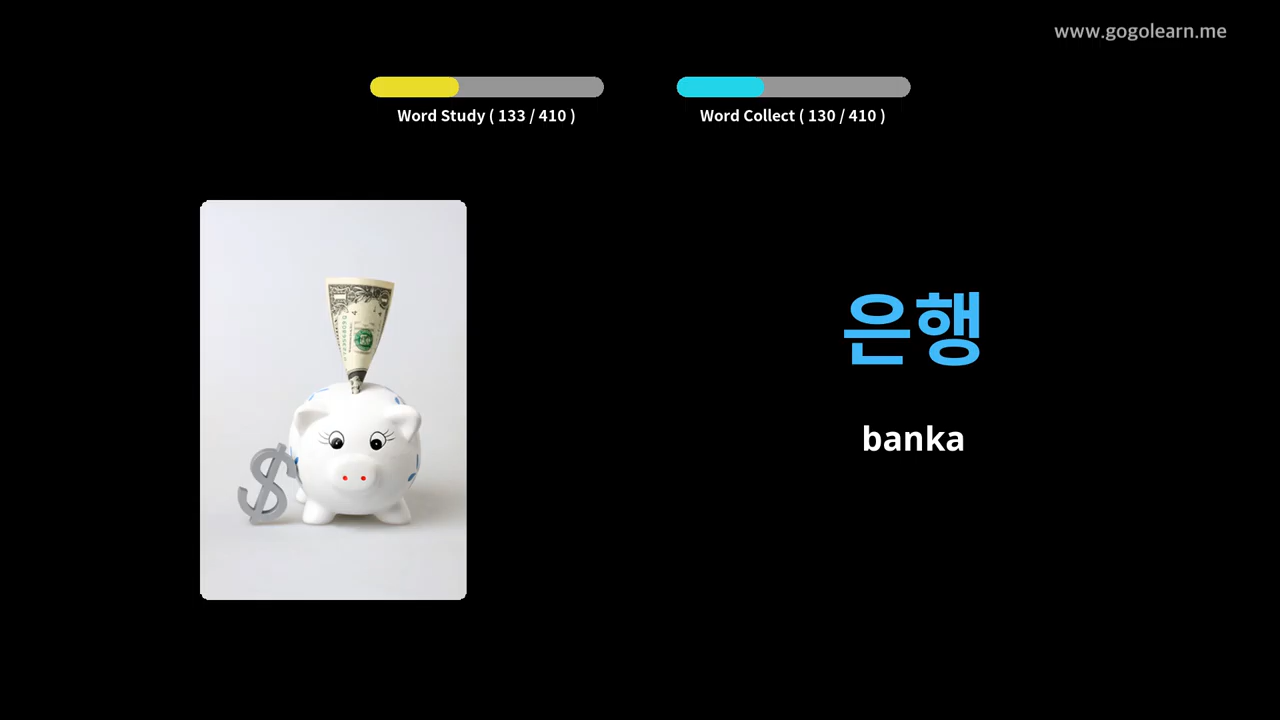 www.gogolearn.me
Word Study ( 133 / 410 )
Word Collect ( 130 / 410 )
은행
banka
$